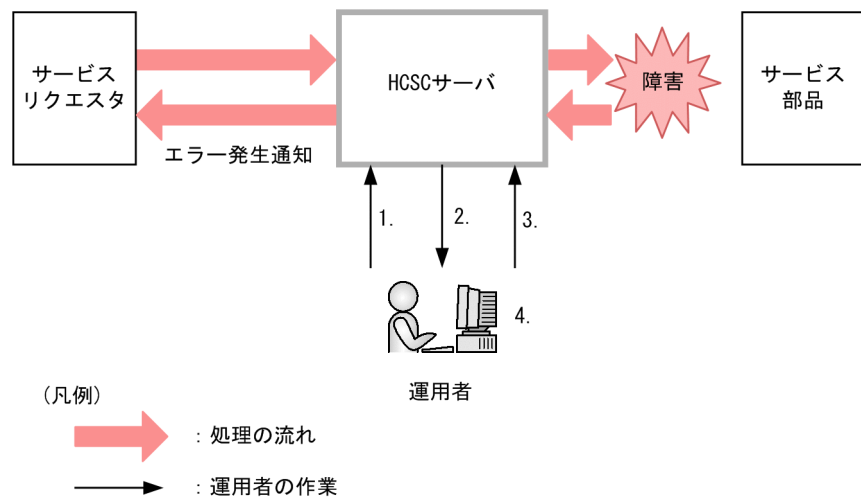 サービス
リクエスタ
HCSCサーバ
障害
サービス
部品
エラー発生通知
1.
2.
3.
4.
運用者
(凡例)
：処理の流れ
：運用者の作業